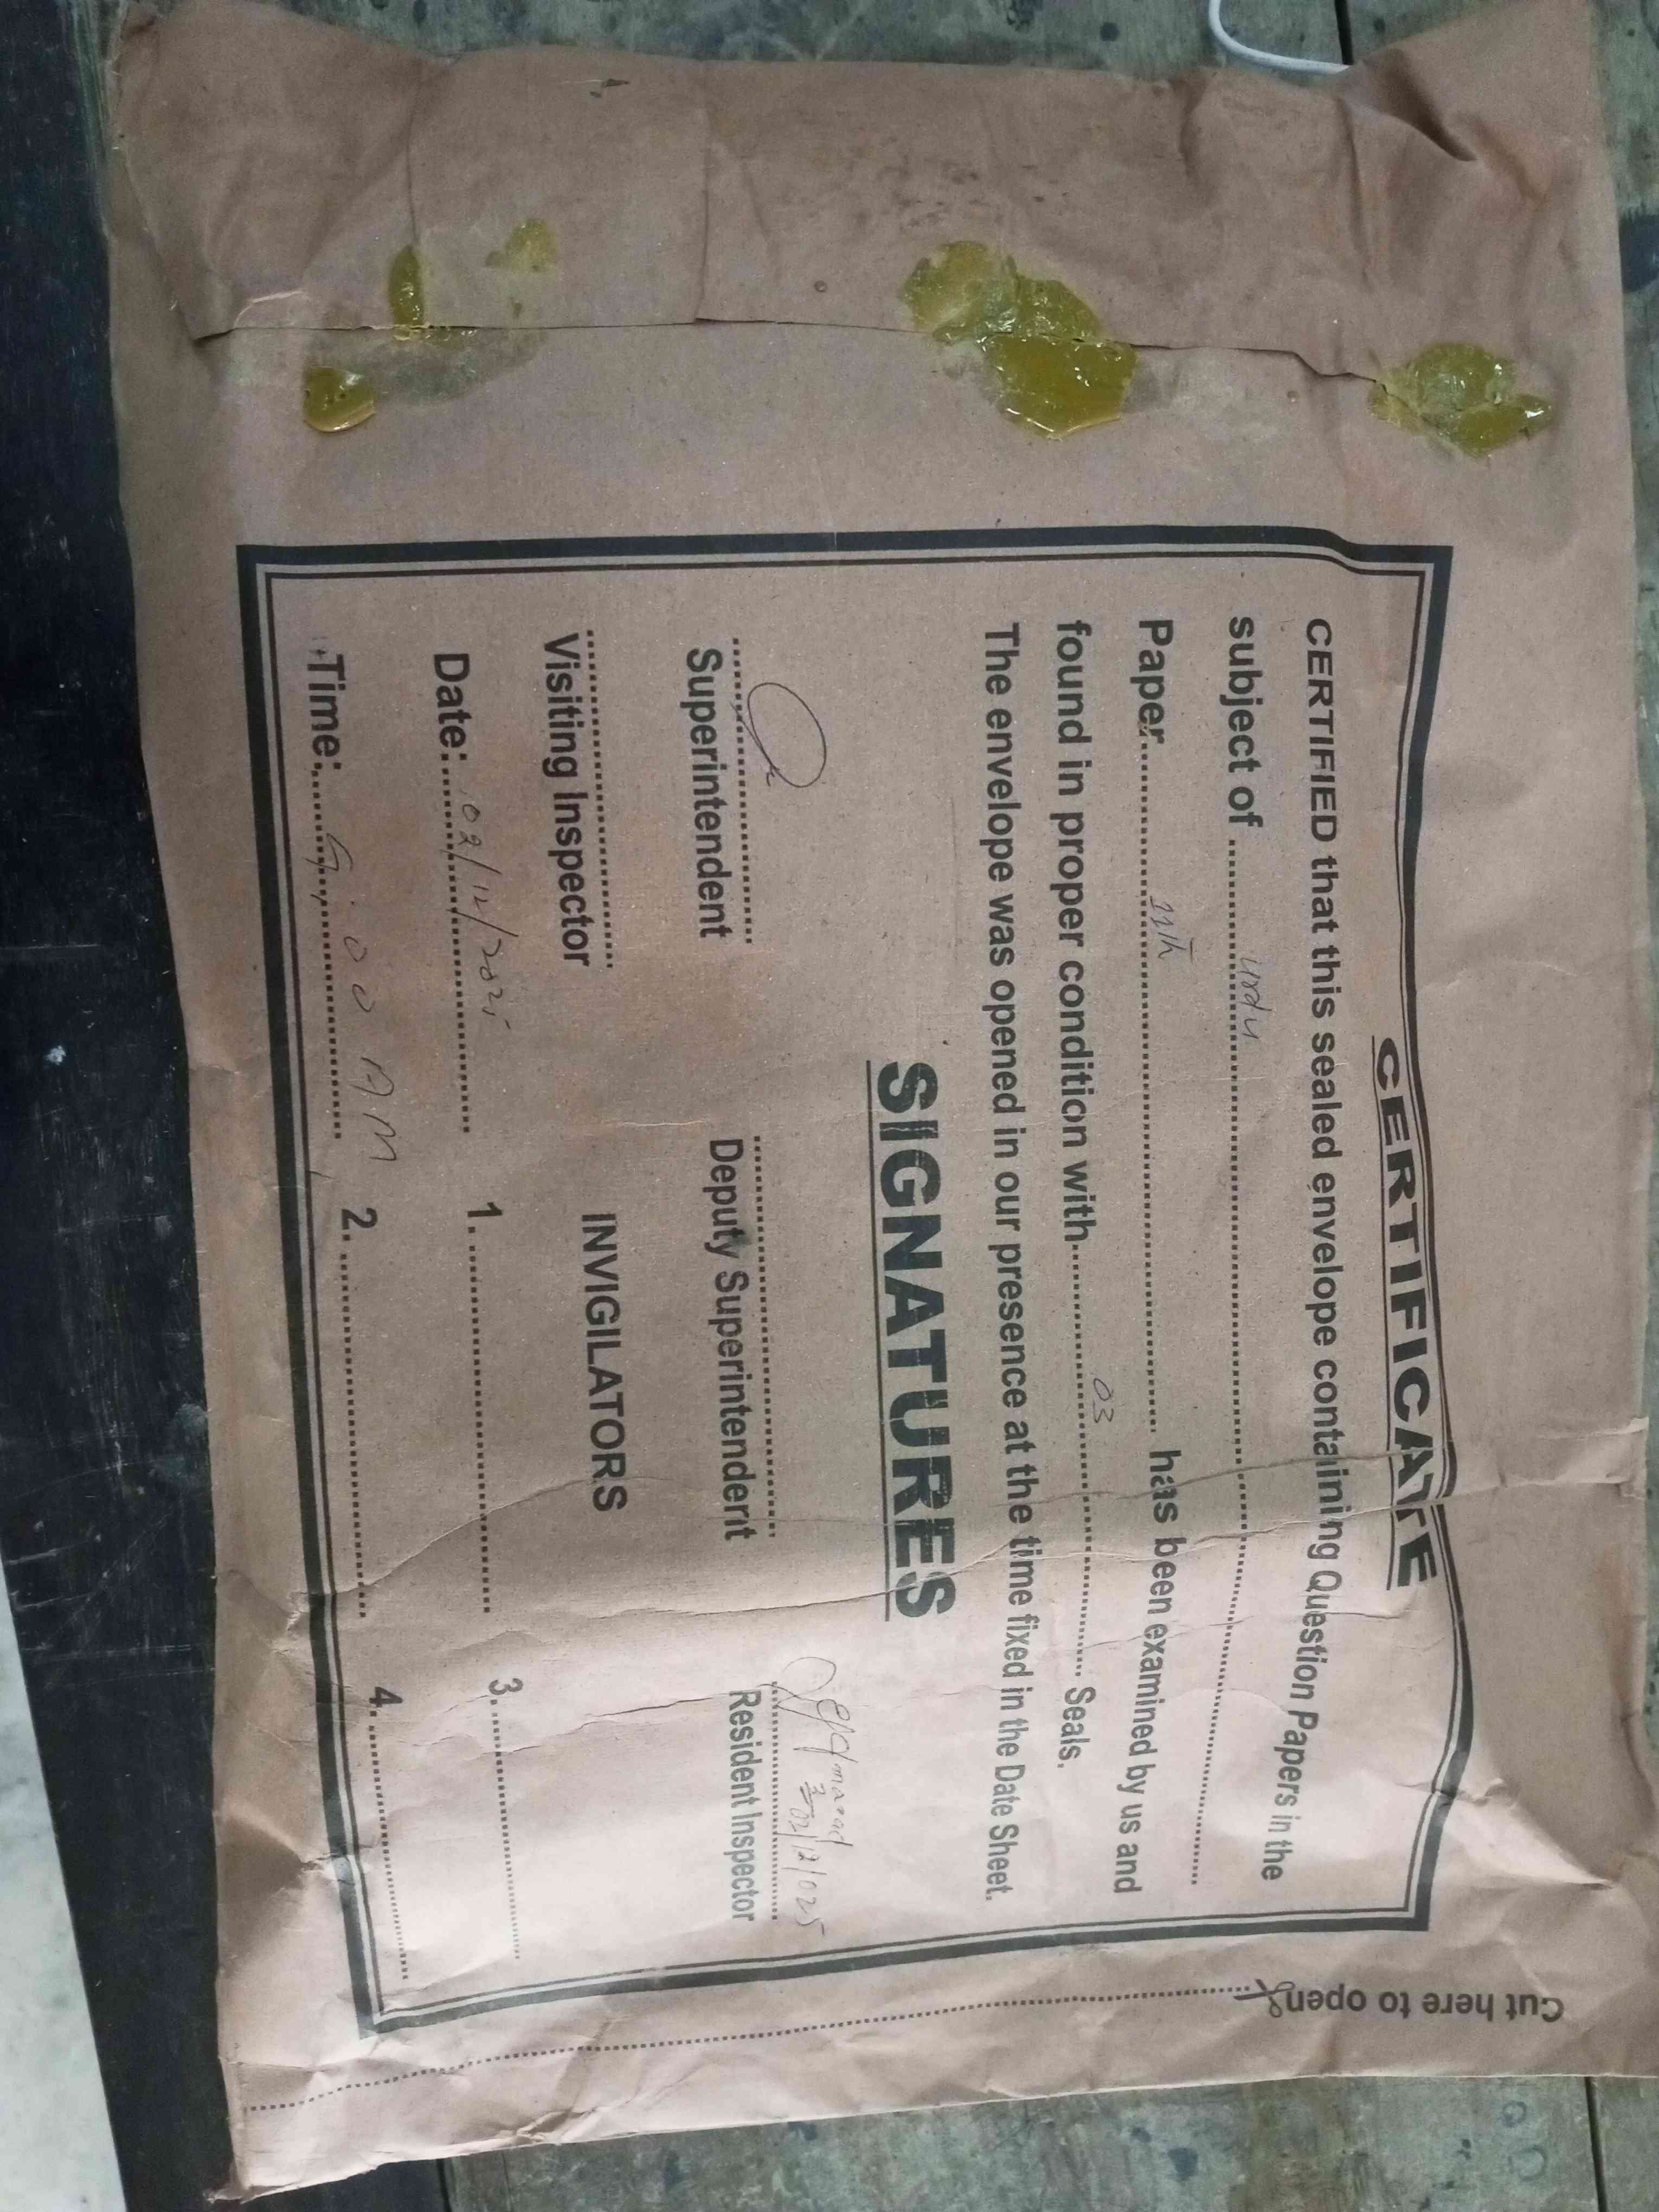 CERTIFICATE
CERTIFIED that this sealed envelope containing Question Papers in the
subject of ........ urdu ........
Paper ........ 11th ........ has been examined by us and
found in proper condition with ........ 03 ........ Seals.
The envelope was opened in our presence at the time fixed in the Date Sheet.
SIGNATURES
02/12/025
Superintendent Deputy Superintendent Resident Inspector
Visiting Inspector INVIGILATORS
Date: 02/12/2025 1. ........ 3. ........
Time: :00 AM 2. ........ 4. ........
Cut here to open